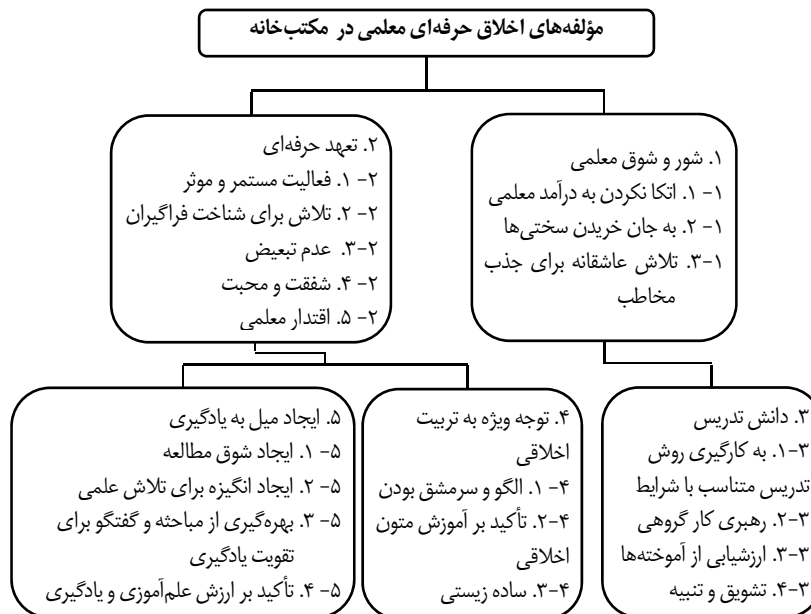 مؤلفه‌های اخلاق حرفه‌ای معلمی در مکتب‌خانه
۱. شور و شوق معلمی
۱-۱. اتکا نکردن به درآمد معلمی
۱-۲. به جان خریدن سختی‌ها
۱-۳. تلاش عاشقانه برای جذب
مخاطب
۲. تعهد حرفه‌ای
۲-۱. فعالیت مستمر و موثر
۲-۲. تلاش برای شناخت فراگیران
۲-۳. عدم تبعیض
۲-۴. شفقت و محبت
۲-۵. اقتدار معلمی
۳. دانش تدریس
۳-۱. به کارگیری روش
تدریس متناسب با شرایط
۳-۲. رهبری کار گروهی
۳-۳. ارزشیابی از آموخته‌ها
۳-۴. تشویق و تنبیه
۴. توجه ویژه به تربیت
اخلاقی
۴-۱. الگو و سرمشق بودن
۴-۲. تأکید بر آموزش متون
اخلاقی
۴-۳. ساده زیستی
۵. ایجاد میل به یادگیری
۵-۱. ایجاد شوق مطالعه
۵-۲. ایجاد انگیزه برای تلاش علمی
۵-۳. بهره‌گیری از مباحثه و گفتگو برای
تقویت یادگیری
۵-۴. تأکید بر ارزش علم‌آموزی و یادگیری